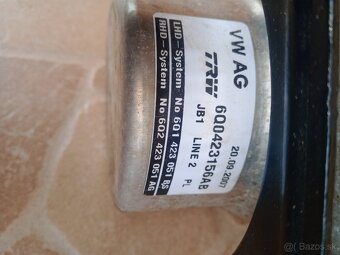 VW AG 20.09.2007
TRW 6Q0423156AB
JB1 LINE 2 PL
LHD-System No 6Q1 423 051 BS
RHD-System No 6Q2 423 051 AG
Bazos.sk